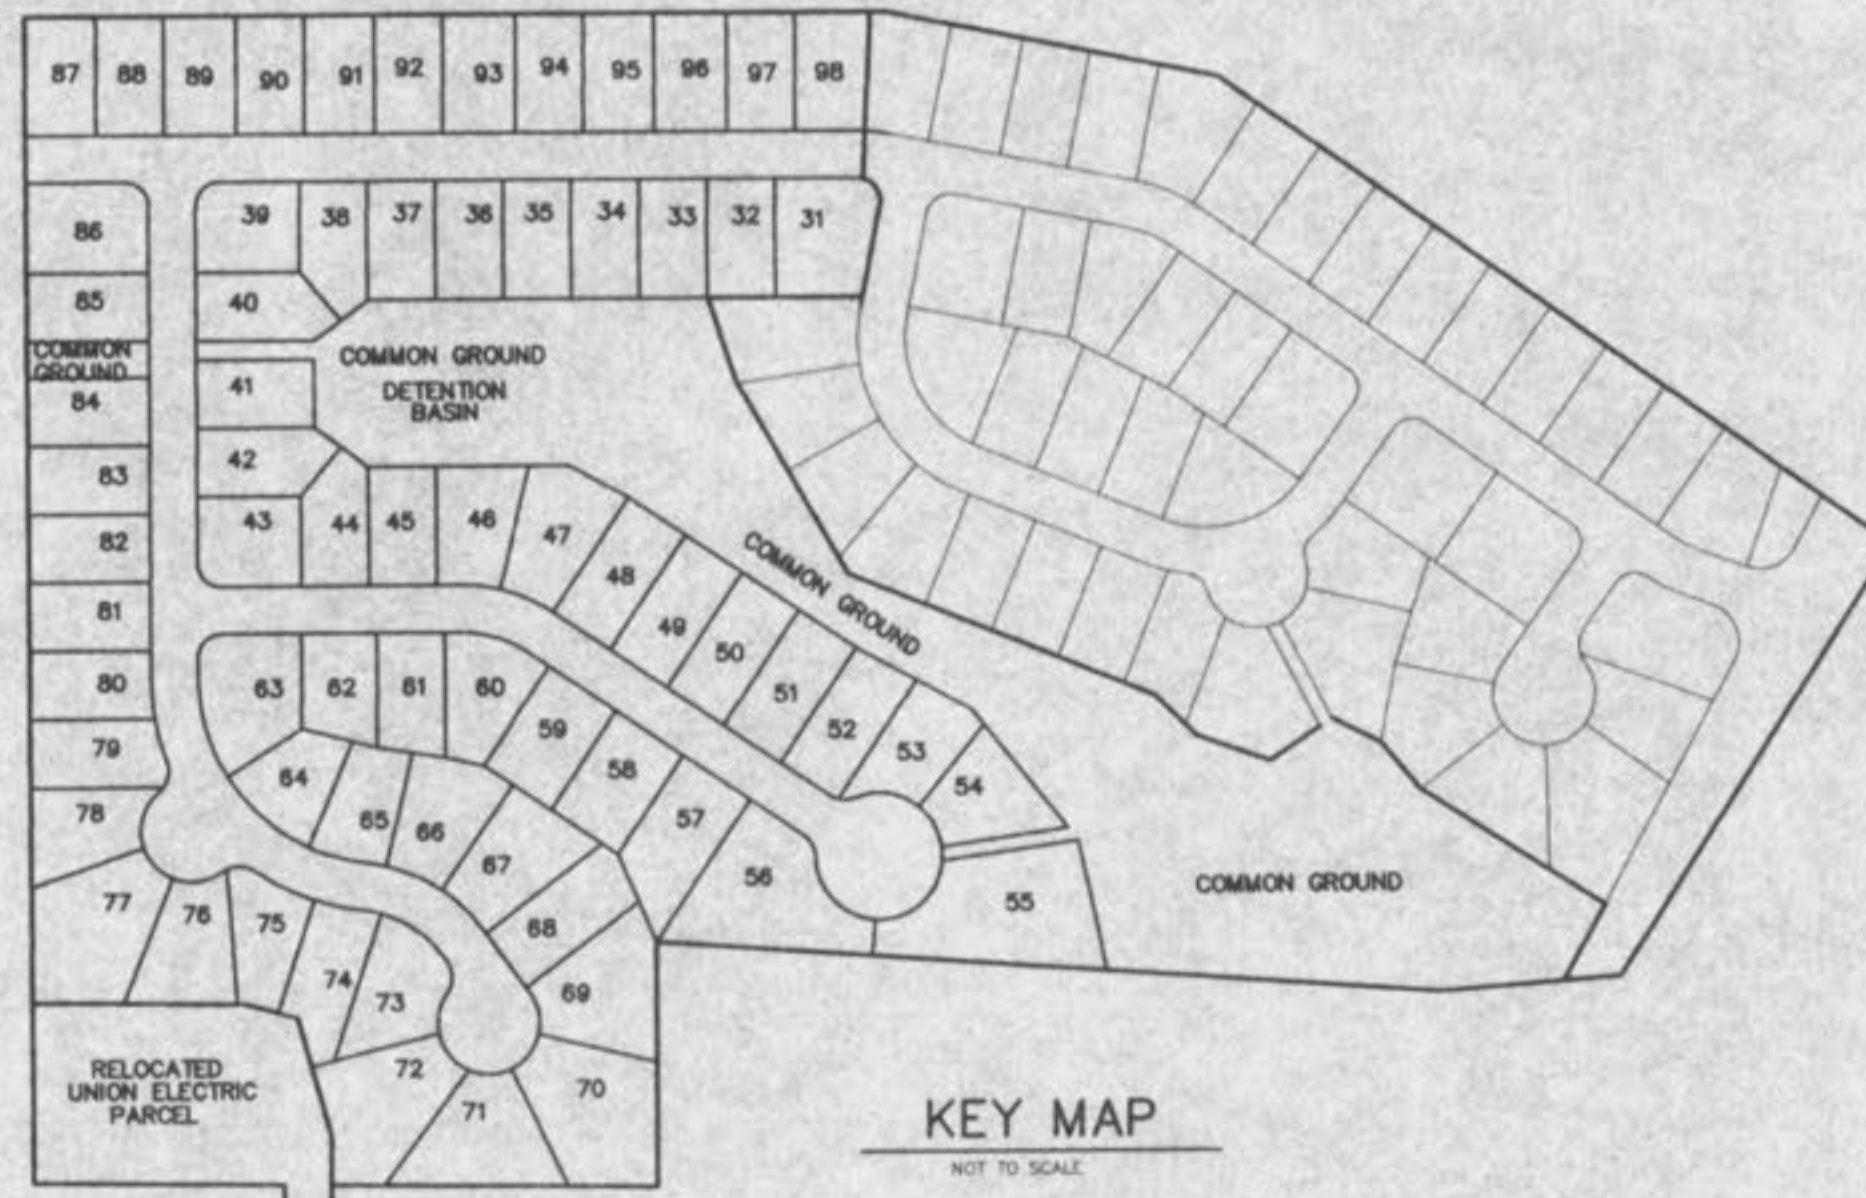 87 88 89 90 91 92 93 94 95 96 97 98
39 38 37 36 35 34 33 32 31
86
85
40
COMMON
GROUND
COMMON GROUND
DETENTION
BASIN
84
41
83
42
82
43 44 45 46 47
48
49
50
51
52
53
54
COMMON GROUND
81
80
63 62 61 60
59
58
57
56
55
79
64
65
66
67
68
69
70
71
72
73
74
75
76
77
78
COMMON GROUND
RELOCATED
UNION ELECTRIC
PARCEL
KEY MAP
NOT TO SCALE